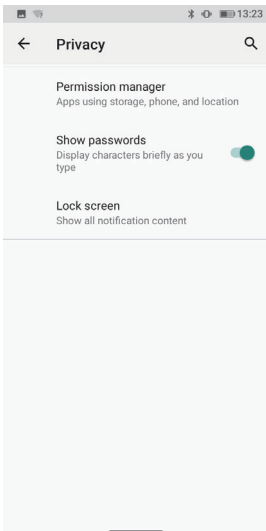 13:23
Privacy
Permission manager
Apps using storage, phone, and location
Show passwords
Display characters briefly as you
type
Lock screen
Show all notification content